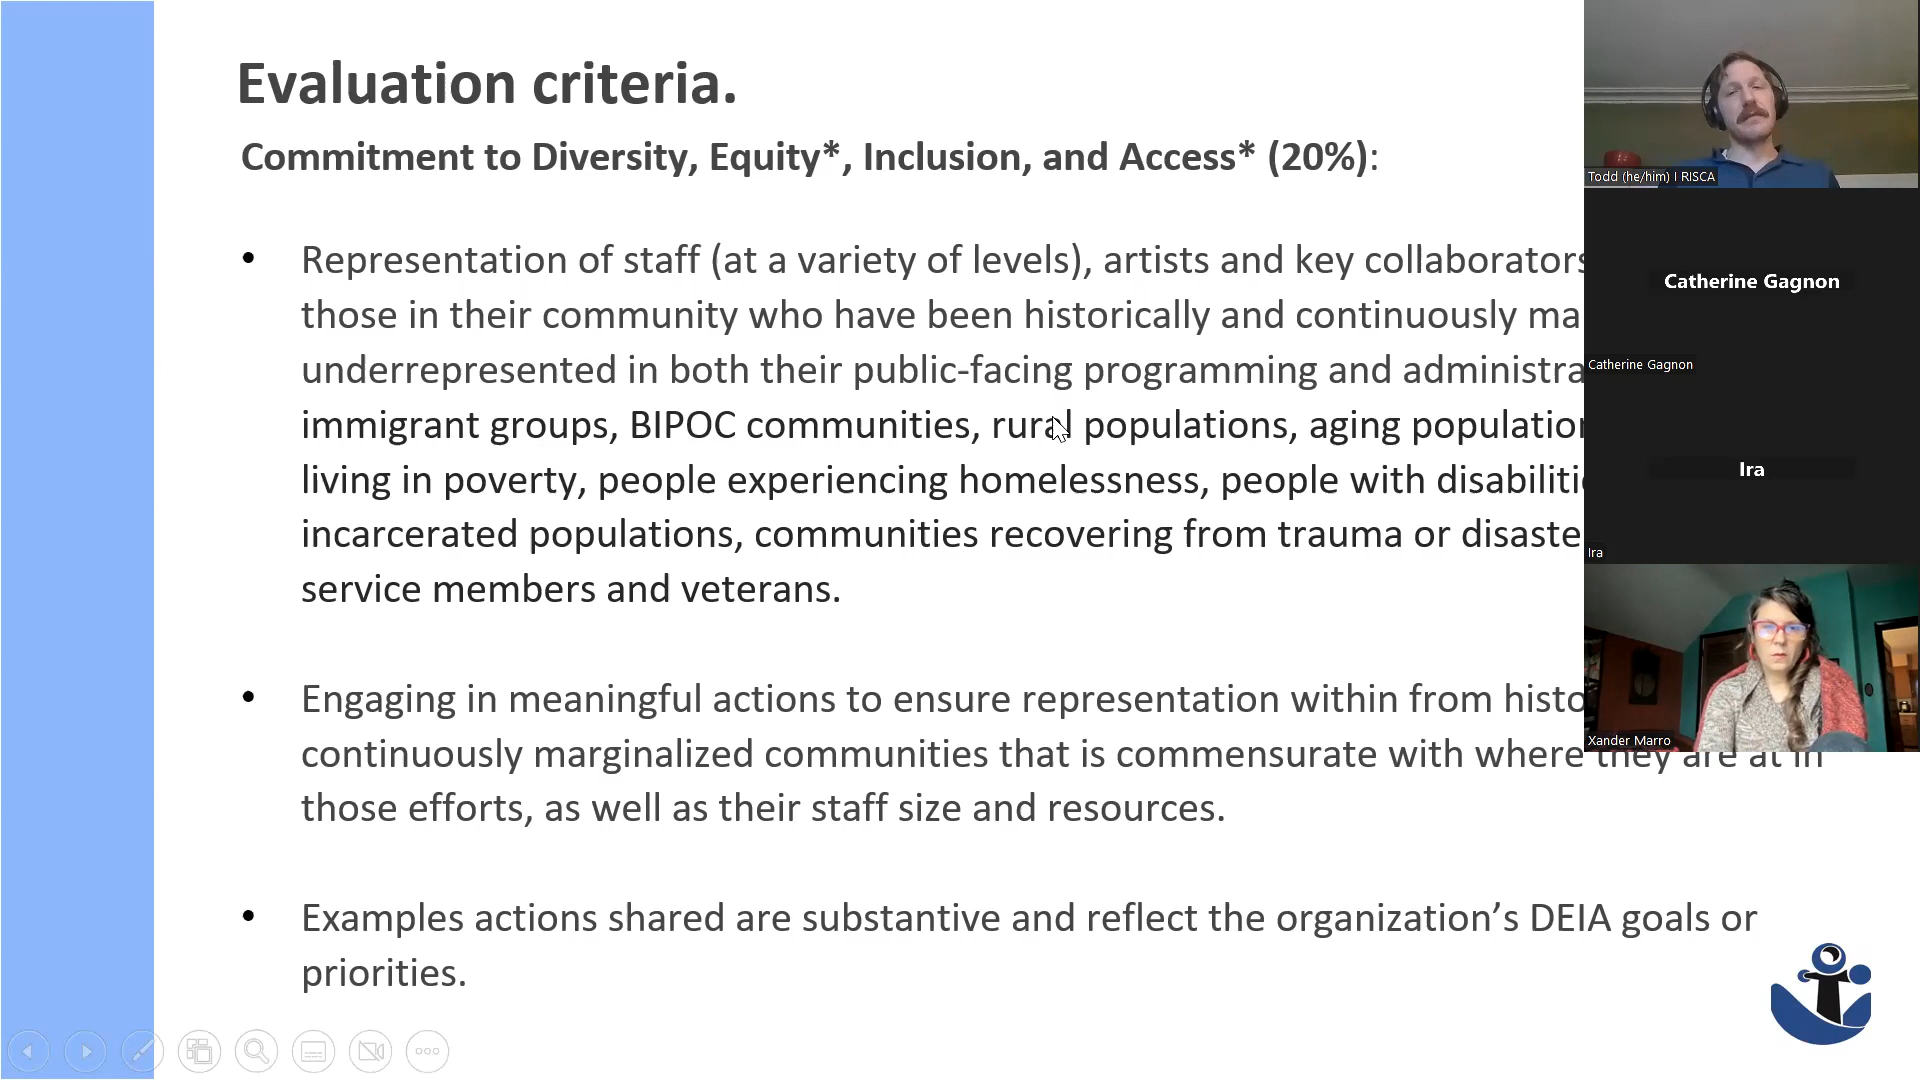 Evaluation criteria.
Commitment to Diversity, Equity*, Inclusion, and Access* (20%):
• Representation of staff (at a variety of levels), artists and key collaborators
those in their community who have been historically and continuously ma
underrepresented in both their public-facing programming and administra
immigrant groups, BIPOC communities, rural populations, aging population
living in poverty, people experiencing homelessness, people with disabiliti
incarcerated populations, communities recovering from trauma or disaste
service members and veterans.
• Engaging in meaningful actions to ensure representation within from histo
continuously marginalized communities that is commensurate with where they are at in
those efforts, as well as their staff size and resources.
• Examples actions shared are substantive and reflect the organization’s DEIA goals or
priorities.
Todd (he/him) I RISCA
Catherine Gagnon
Catherine Gagnon
Ira
Ira
Xander Marro